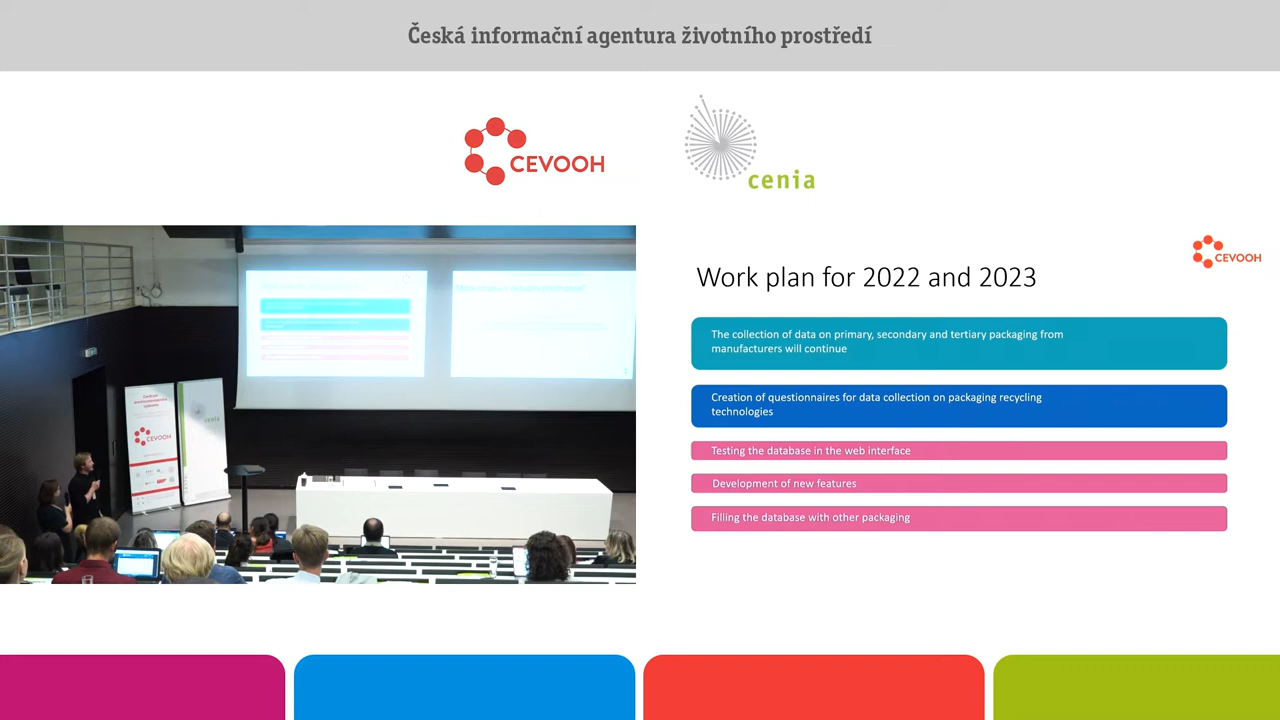 Česká informační agentura životního prostředí
CEVOOH
cenia
CEVOOH
Work plan for 2022 and 2023
The collection of data on primary, secondary and tertiary packaging from
manufacturers will continue
Creation of questionnaires for data collection on packaging recycling
technologies
Testing the database in the web interface
Development of new features
Filling the database with other packaging
CEVOOH
cenia